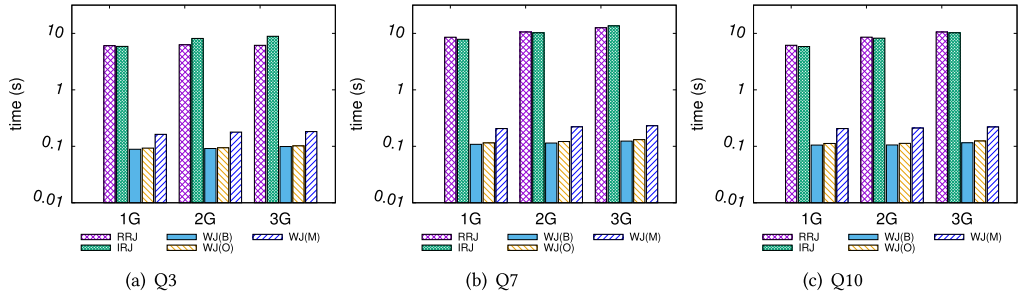 10
1
0.1
0.01
time (s)
1G 2G 3G
RRJ WJ(B) WJ(M)
IRJ WJ(O)
(a) Q3
10
1
0.1
0.01
time (s)
1G 2G 3G
RRJ WJ(B) WJ(M)
IRJ WJ(O)
(b) Q7
10
1
0.1
0.01
time (s)
1G 2G 3G
RRJ WJ(B) WJ(M)
IRJ WJ(O)
(c) Q10